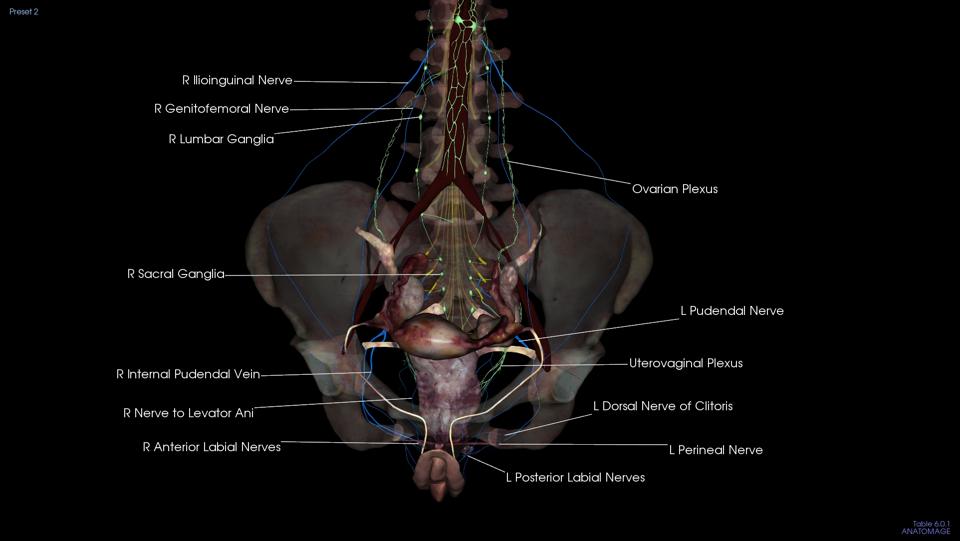 Preset 2
R Ilioinguinal Nerve
R Genitofemoral Nerve
R Lumbar Ganglia
Ovarian Plexus
R Sacral Ganglia
L Pudendal Nerve
Uterovaginal Plexus
R Internal Pudendal Vein
L Dorsal Nerve of Clitoris
R Nerve to Levator Ani
R Anterior Labial Nerves
L Perineal Nerve
L Posterior Labial Nerves
Table 6.0.1
ANATOMAGE